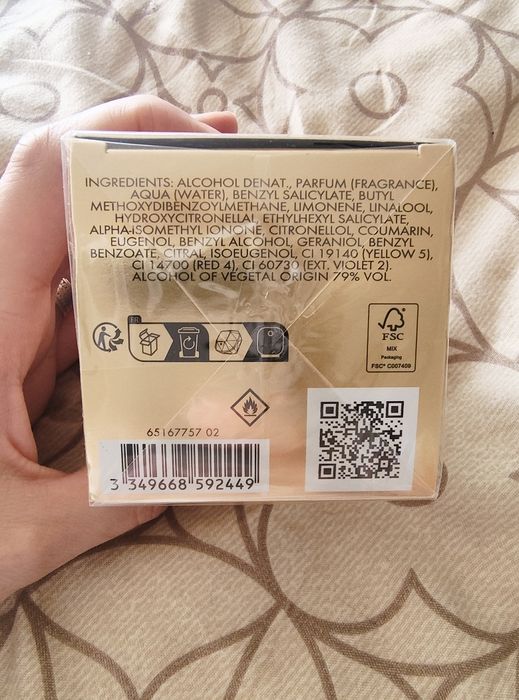 INGREDIENTS: ALCOHOL DENAT., PARFUM (FRAGRANCE),
AQUA (WATER), BENZYL SALICYLATE, BUTYL
METHOXYDIBENZOYLMETHANE, LIMONENE, LINALOOL,
HYDROXYCITRONELLAL, ETHYLHEXYL SALICYLATE,
ALPHA-ISOMETHYL IONONE, CITRONELLOL, COUMARIN,
EUGENOL, BENZYL ALCOHOL, GERANIOL, BENZYL
BENZOATE, CITRAL, ISOEUGENOL, CI 19140 (YELLOW 5),
CI 14700 (RED 4), CI 60730 (EXT. VIOLET 2).
ALCOHOL OF VEGETAL ORIGIN 79% VOL.
FR
FSC
MIX
Packaging
FSC® C007409
65167757 02
3 349668 592449